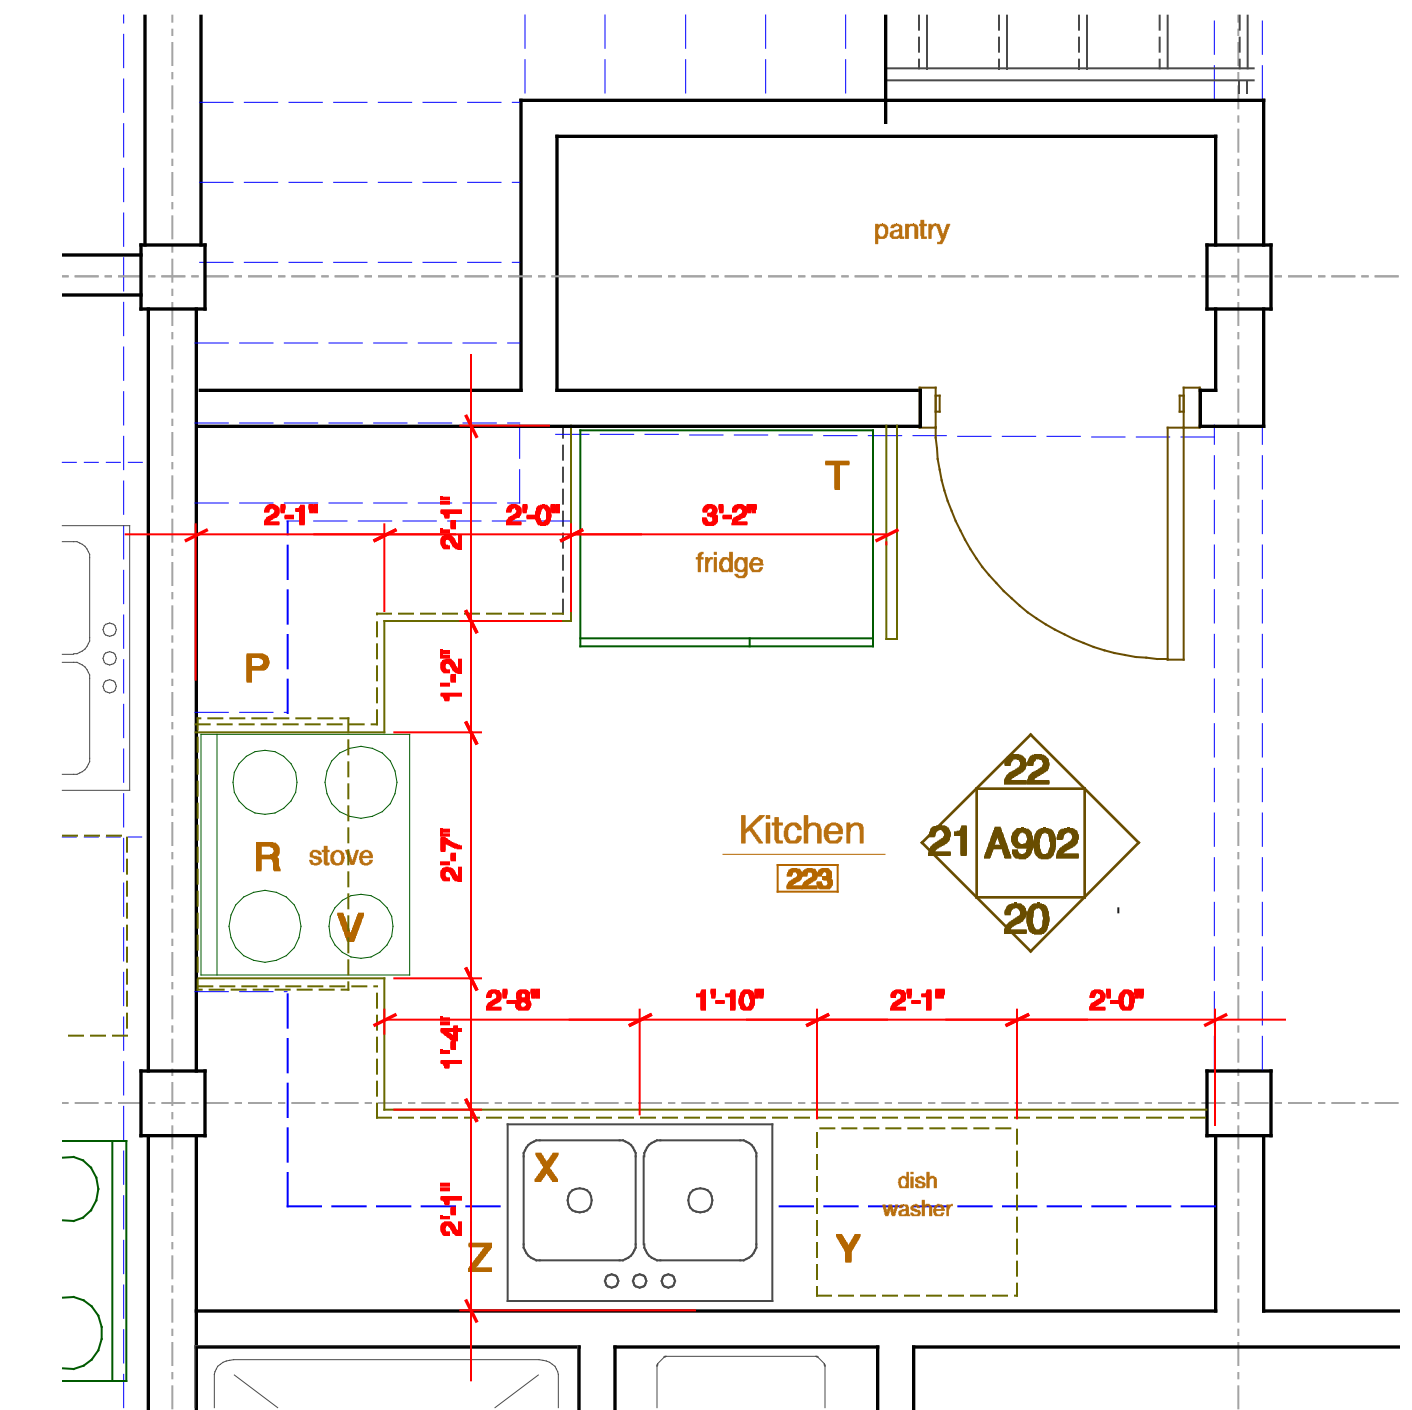 pantry
T
2'-1"
2'-1"
2'-0"
3'-2"
fridge
P
1'-2"
22
Kitchen
21
A902
R
stove
2'-7"
223
V
20
2'-8"
1'-10"
2'-1"
2'-0"
1'-4"
X
dish
washer
2'-1"
Z
Y